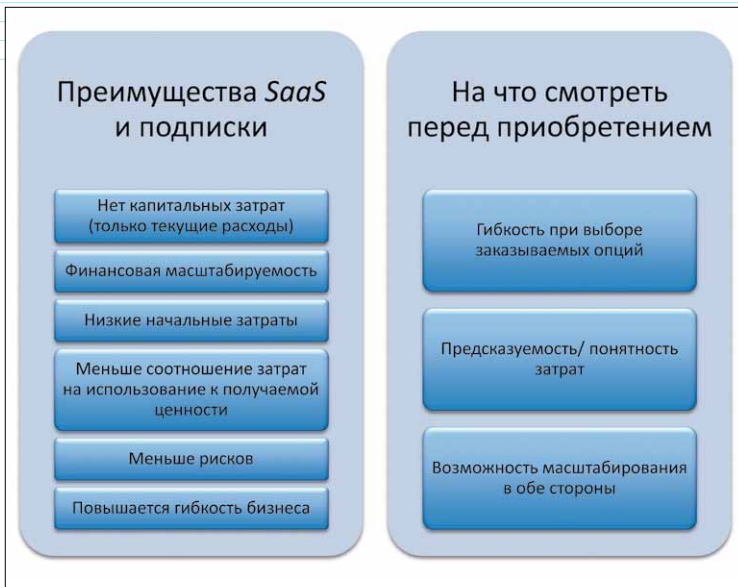 Преимущества SaaS
и подписки
Нет капитальных затрат
(только текущие расходы)
Финансовая масштабируемость
Низкие начальные затраты
Меньше соотношение затрат
на использование к получаемой
ценности
Меньше рисков
Повышается гибкость бизнеса
На что смотреть
перед приобретением
Гибкость при выборе
заказываемых опций
Предсказуемость/ понятность
затрат
Возможность масштабирования
в обе стороны